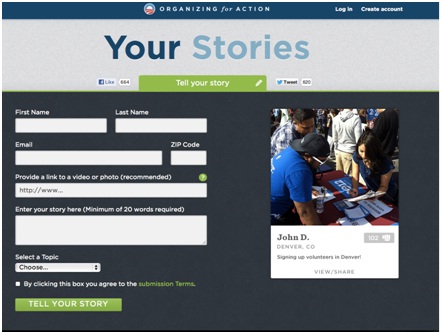 ORGANIZING for ACTION
Log in Create account
Your Stories
Like 664
Tell your story
Tweet 620
First Name Last Name
Email ZIP Code
Provide a link to a video or photo (recommended) ?
http://www...
Enter your story here (Minimum of 20 words required)
Select a Topic
Choose...
By clicking this box you agree to the submission Terms.
TELL YOUR STORY
John D.
102
DENVER, CO
Signing up volunteers in Denver!
VIEW/SHARE